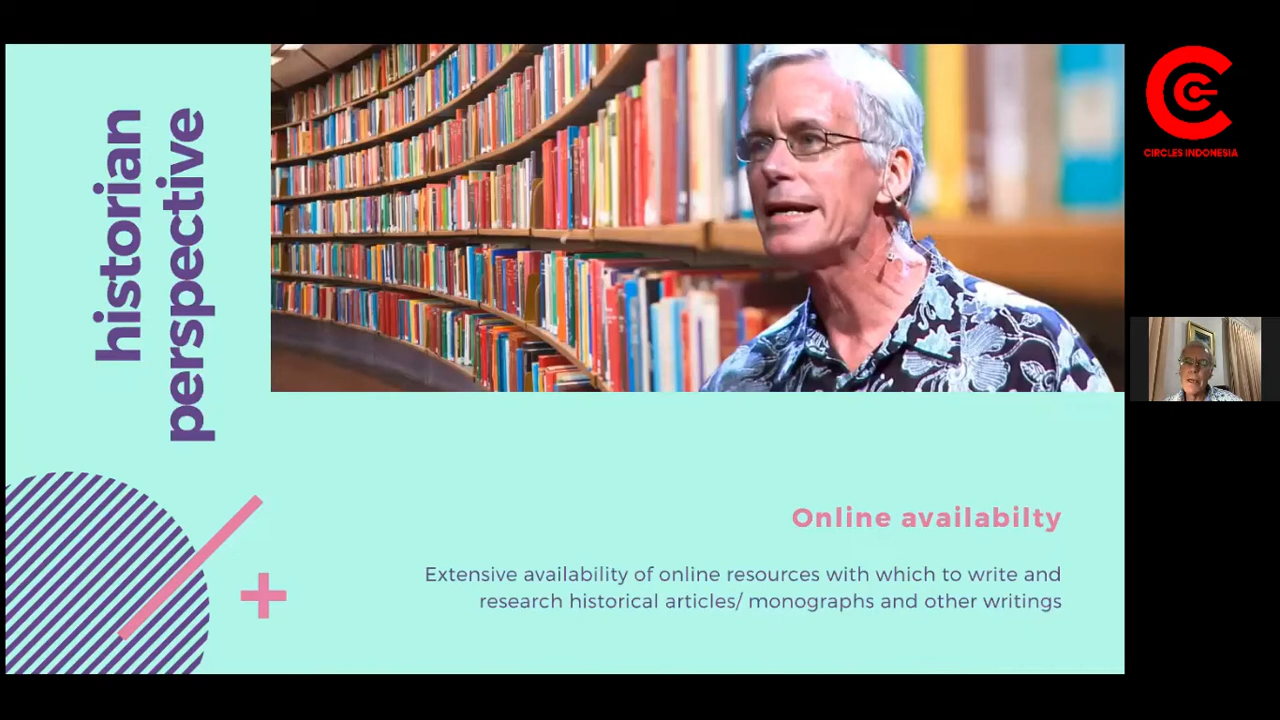 historian
perspective
CIRCLES INDONESIA
Online availabilty
Extensive availability of online resources with which to write and
research historical articles/ monographs and other writings